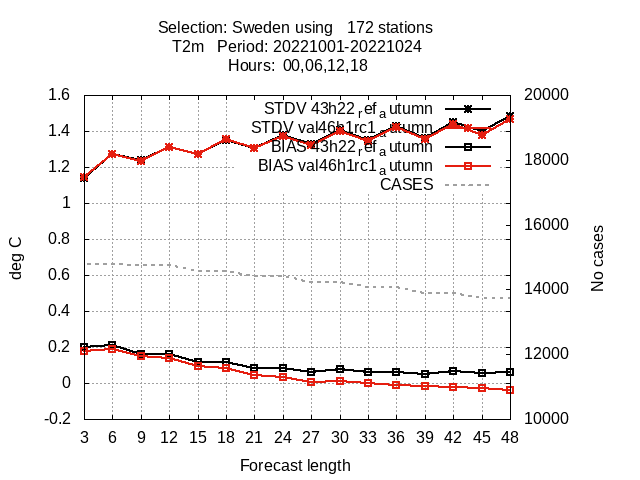 Selection: Sweden using 172 stations
T2m Period: 20221001-20221024
Hours: 00,06,12,18
1.6
1.4
1.2
1
0.8
0.6
0.4
0.2
0
-0.2
deg C
STDV 43h22_ref_autumn
STDV val46h1rc1_autumn
BIAS 43h22_ref_autumn
BIAS val46h1rc1_autumn
CASES
20000
18000
16000
14000
12000
10000
No cases
3 6 9 12 15 18 21 24 27 30 33 36 39 42 45 48
Forecast length